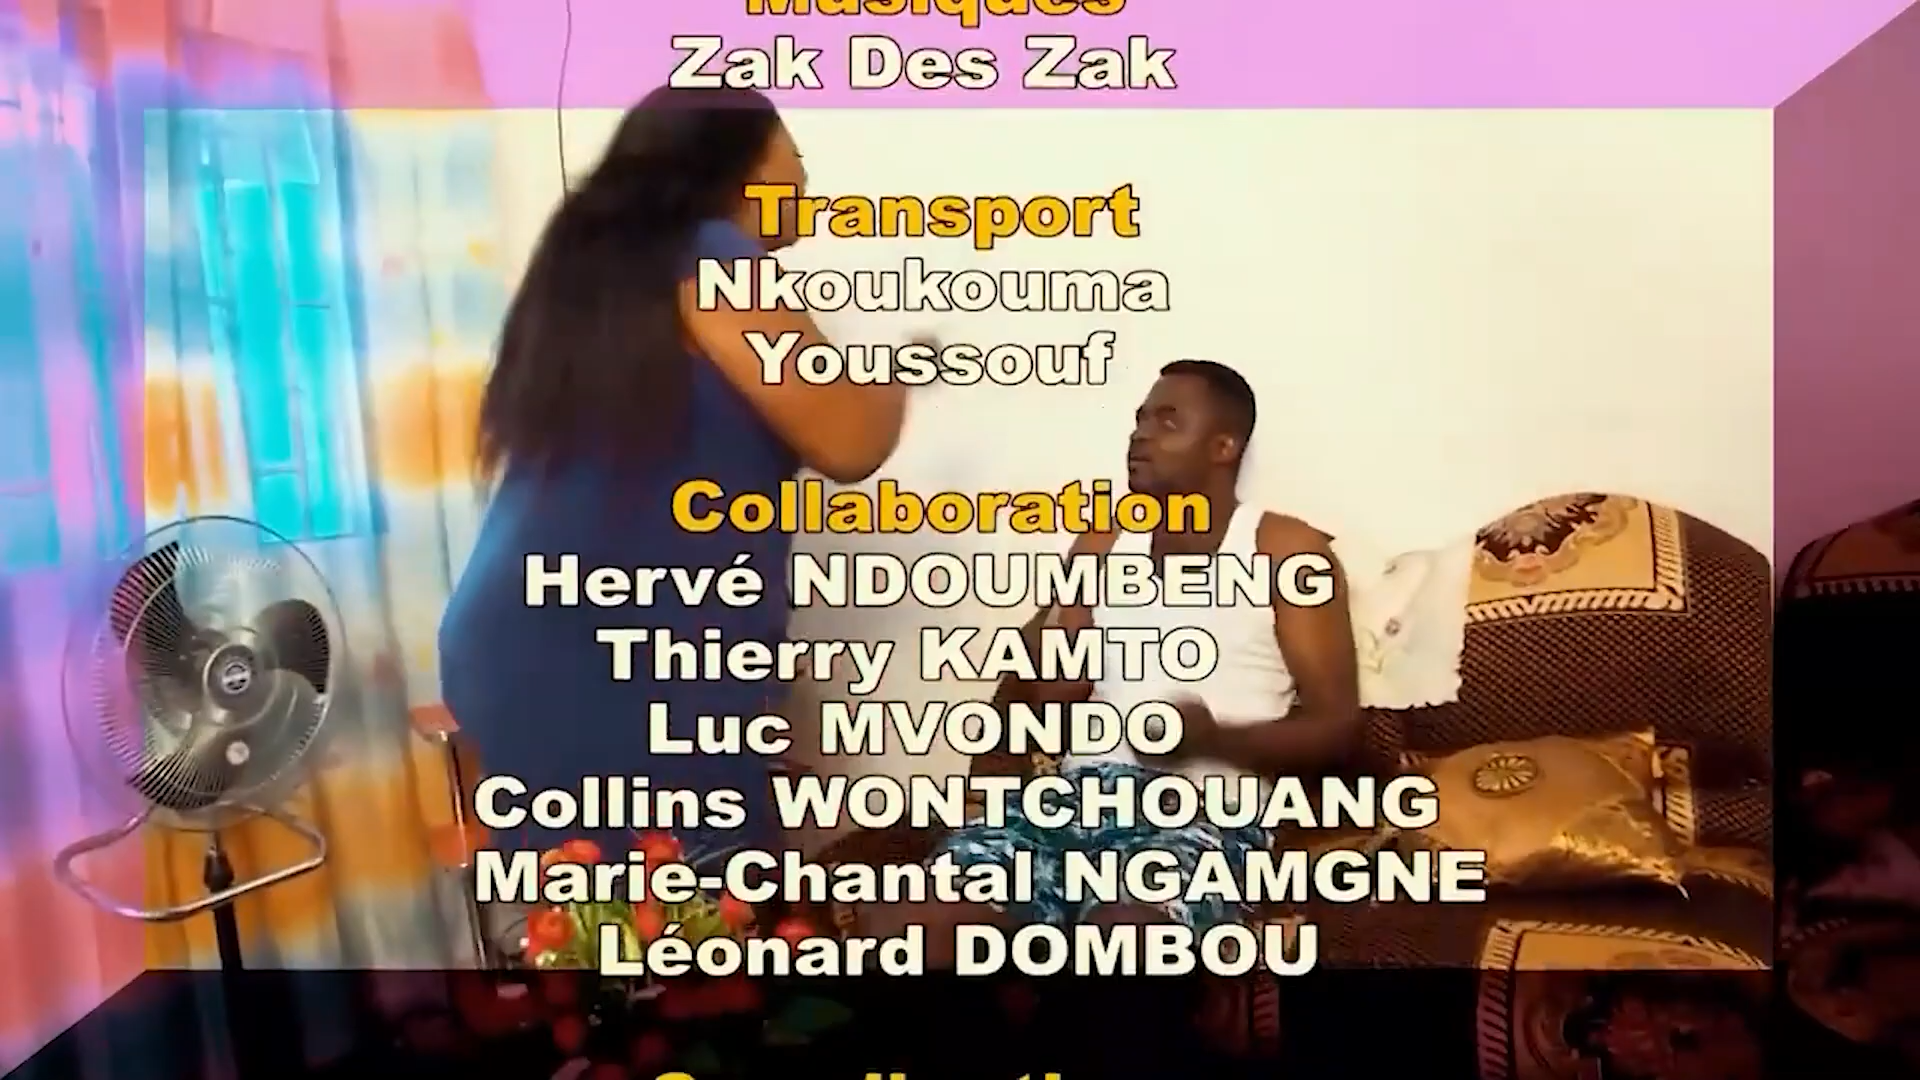 Musiques
Zak Des Zak
Transport
Nkoukouma
Youssouf
Collaboration
Hervé NDOUMBENG
Thierry KAMTO
Luc MVONDO
Collins WONTCHOUANG
Marie-Chantal NGAMGNE
Léonard DOMBOU